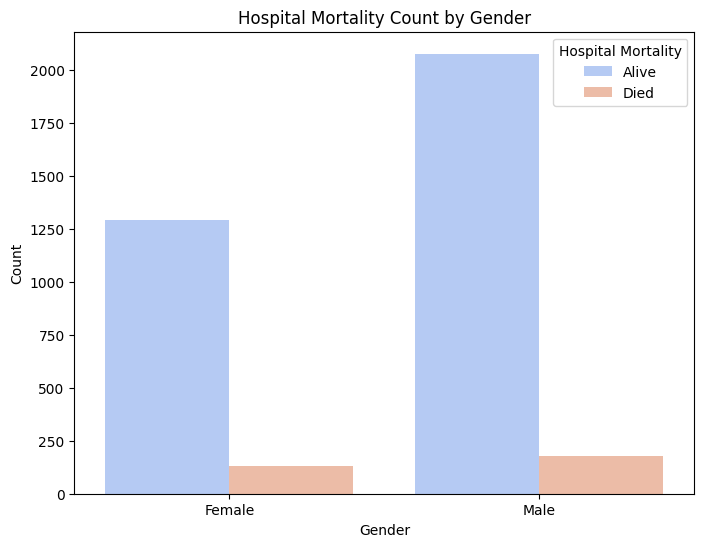 Hospital Mortality Count by Gender
Hospital Mortality
Alive
Died
2000
1750
1500
1250
1000
750
500
250
0
Count
Female
Male
Gender